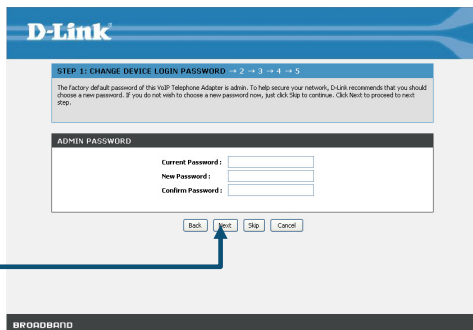 D-Link
STEP 1: CHANGE DEVICE LOGIN PASSWORD → 2 → 3 → 4 → 5
The factory default password of this VoIP Telephone Adapter is admin. To help secure your network, D-Link recommends that you should
choose a new password. If you do not wish to choose a new password now, just click Skip to continue. Click Next to proceed to next
step.
ADMIN PASSWORD
Current Password :
New Password :
Confirm Password :
Back Next Skip Cancel
BROADBAND